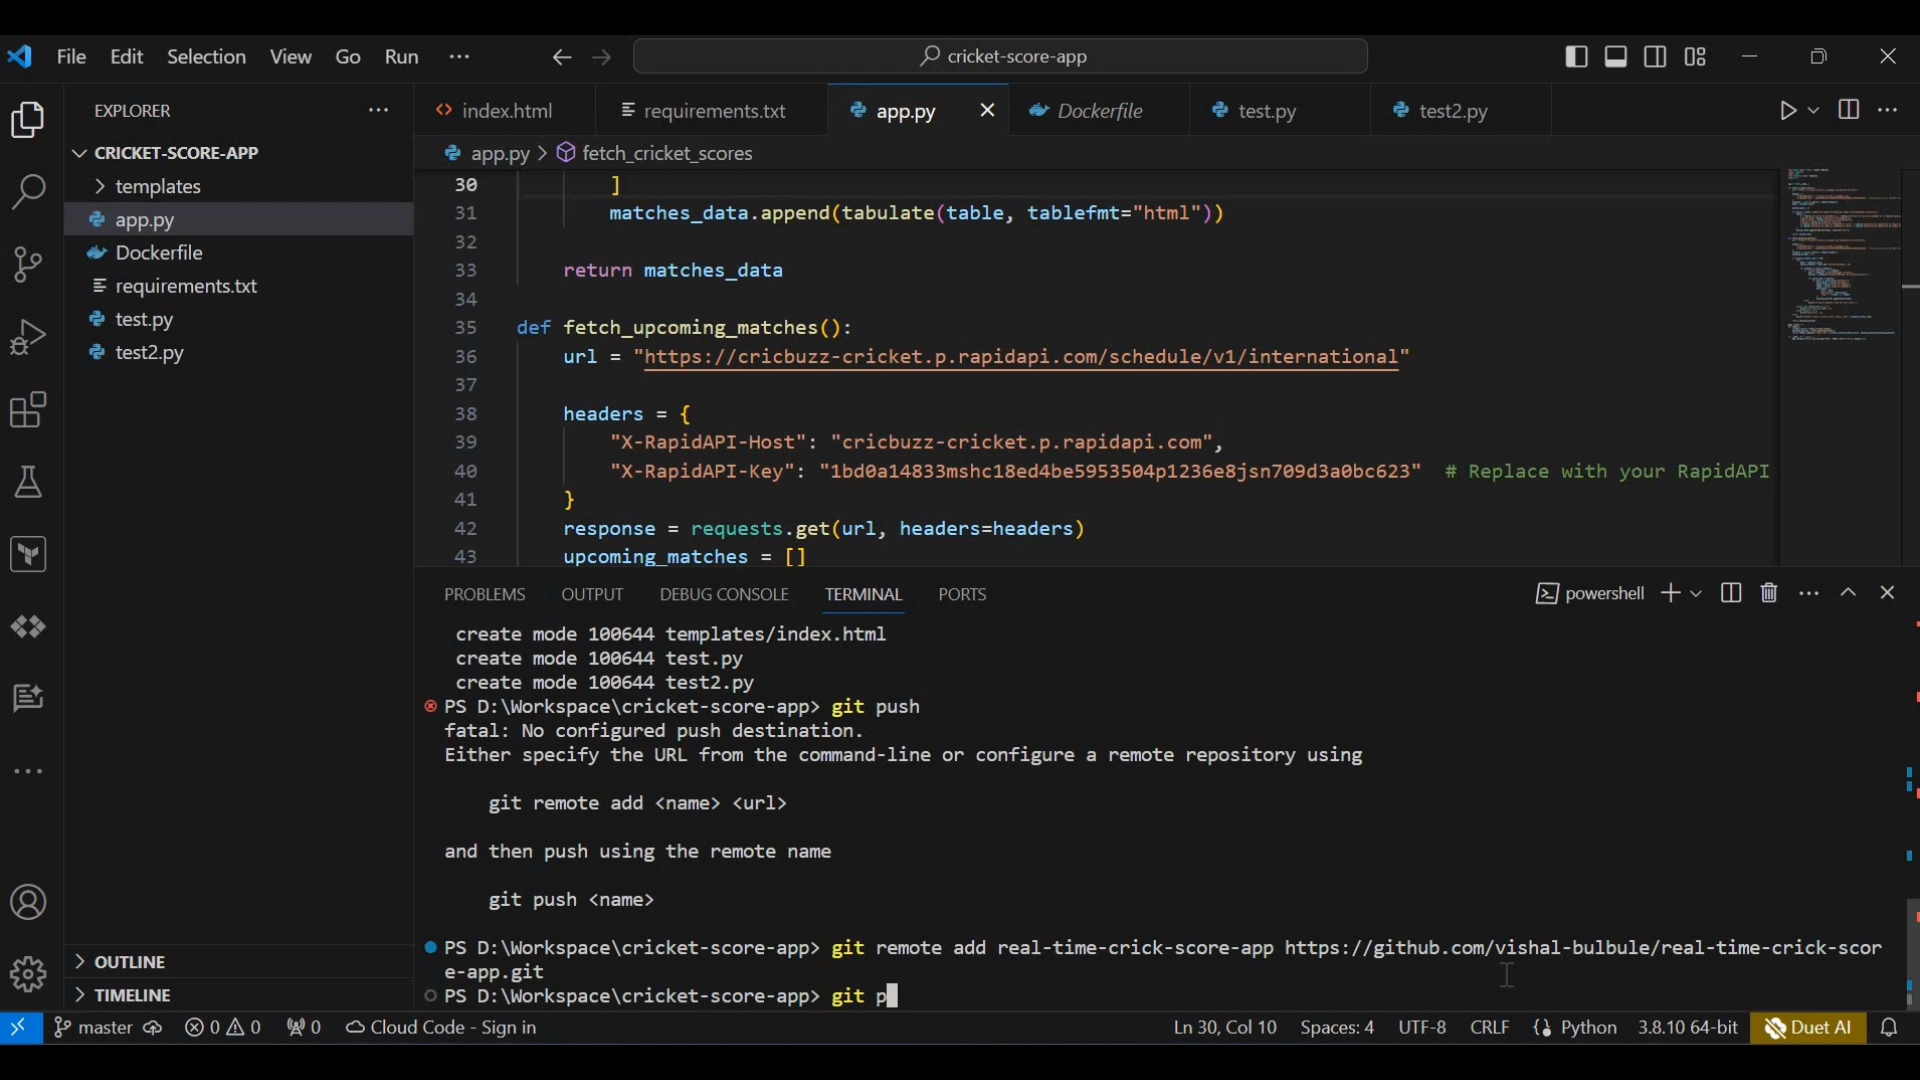 File Edit Selection View Go Run ··· cricket-score-app
EXPLORER ···
CRICKET-SCORE-APP
templates
app.py
Dockerfile
requirements.txt
test.py
test2.py
OUTLINE
TIMELINE
index.html requirements.txt app.py Dockerfile test.py test2.py
app.py > fetch_cricket_scores
30 ]
31 matches_data.append(tabulate(table, tablefmt="html"))
32
33 return matches_data
34
35 def fetch_upcoming_matches():
36 url = "https://cricbuzz-cricket.p.rapidapi.com/schedule/v1/international"
37
38 headers = {
39 "X-RapidAPI-Host": "cricbuzz-cricket.p.rapidapi.com",
40 "X-RapidAPI-Key": "1bd0a14833mshc18ed4be5953504p1236e8jsn709d3a0bc623" # Replace with your RapidAPI
41 }
42 response = requests.get(url, headers=headers)
43 upcoming_matches = []
PROBLEMS OUTPUT DEBUG CONSOLE TERMINAL PORTS powershell
create mode 100644 templates/index.html
create mode 100644 test.py
create mode 100644 test2.py
PS D:\Workspace\cricket-score-app> git push
fatal: No configured push destination.
Either specify the URL from the command-line or configure a remote repository using
git remote add <name> <url>
and then push using the remote name
git push <name>
PS D:\Workspace\cricket-score-app> git remote add real-time-crick-score-app https://github.com/vishal-bulbule/real-time-crick-scor
e-app.git
PS D:\Workspace\cricket-score-app> git p
master 0 0 0 Cloud Code - Sign in Ln 30, Col 10 Spaces: 4 UTF-8 CRLF Python 3.8.10 64-bit Duet AI